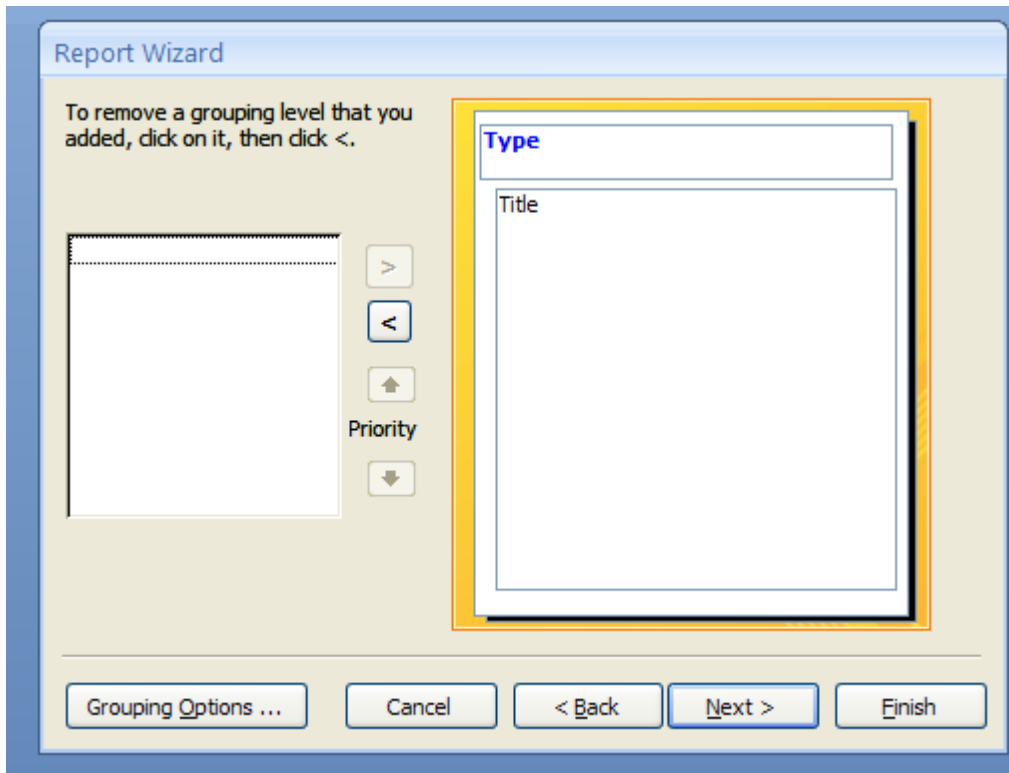 Report Wizard
To remove a grouping level that you
added, click on it, then click <.
Type
Title
>
<
Priority
Grouping Options ...
Cancel
< Back
Next >
Finish